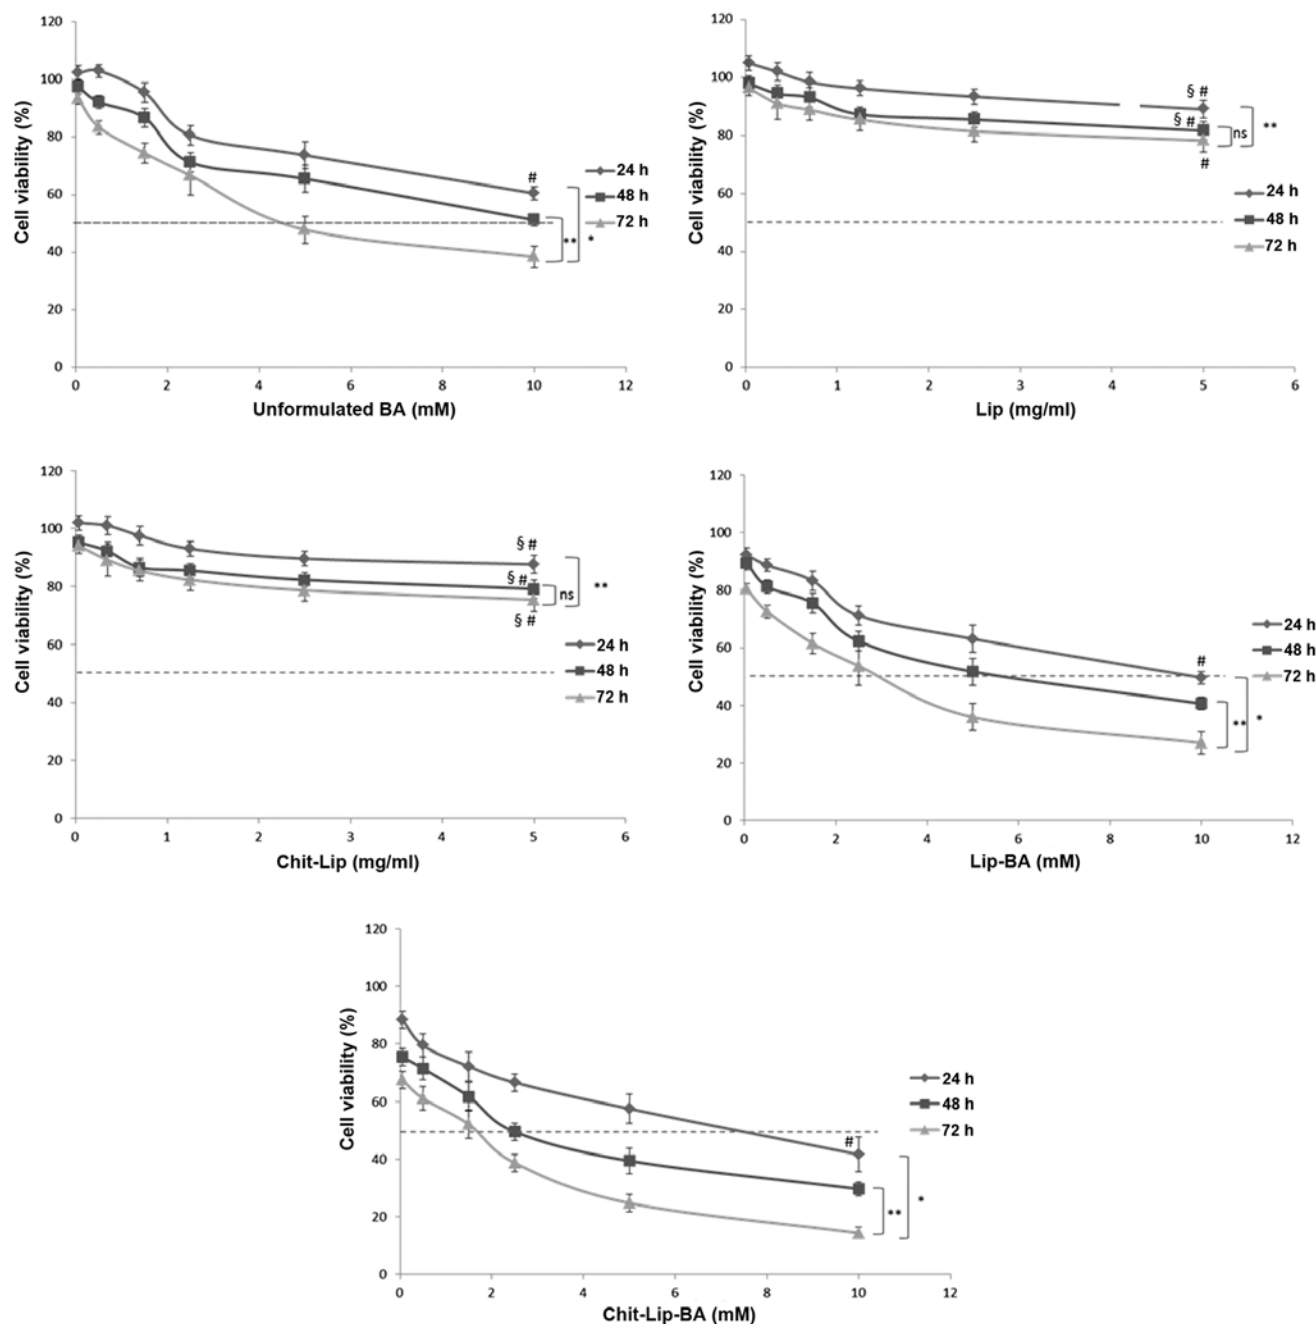 120
100
80
60
40
20
0
Cell viability (%)
0 2 4 6 8 10 12
Unformulated BA (mM)
#
24 h
48 h
72 h
** *
120
100
80
60
40
20
0
Cell viability (%)
0 1 2 3 4 5 6
Lip (mg/ml)
§ #
§ #
#
ns **
24 h
48 h
72 h
120
100
80
60
40
20
0
Cell viability (%)
0 1 2 3 4 5 6
Chit-Lip (mg/ml)
§ #
§ #
§ #
ns **
24 h
48 h
72 h
120
100
80
60
40
20
0
Cell viability (%)
0 2 4 6 8 10 12
Lip-BA (mM)
#
24 h
48 h
72 h
** *
120
100
80
60
40
20
0
Cell viability (%)
0 2 4 6 8 10 12
Chit-Lip-BA (mM)
#
24 h
48 h
72 h
** *